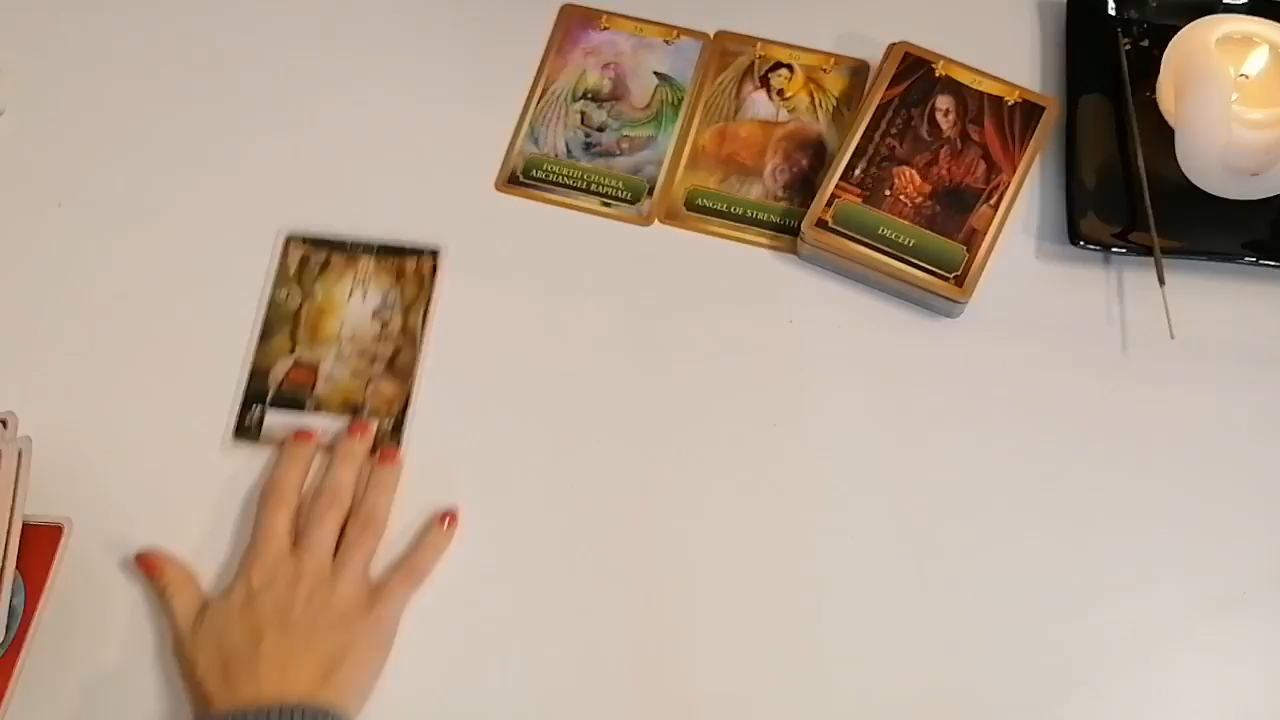 FOURTH CHAKRA,
ARCHANGEL RAPHAEL
ANGEL OF STRENGTH
DECEIT